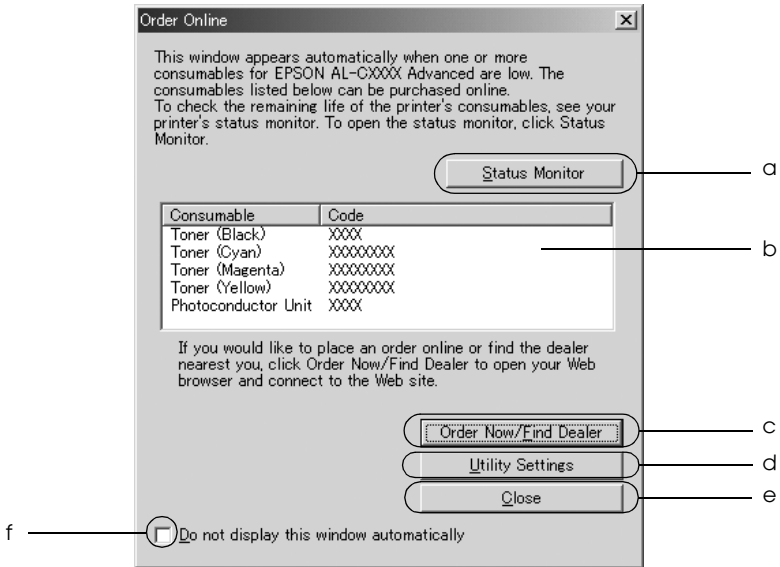 Order Online
This window appears automatically when one or more
consumables for EPSON AL-CXXXX Advanced are low. The
consumables listed below can be purchased online.
To check the remaining life of the printer's consumables, see your
printer's status monitor. To open the status monitor, click Status
Monitor.
Status Monitor
a
Consumable Code
b
Toner (Black) XXXX
Toner (Cyan) XXXXXXXX
Toner (Magenta) XXXXXXXX
Toner (Yellow) XXXXXXXX
Photoconductor Unit XXXX
If you would like to place an order online or find the dealer
nearest you, click Order Now/Find Dealer to open your Web
browser and connect to the Web site.
Order Now/Find Dealer
c
Utility Settings
d
Close
e
f
Do not display this window automatically